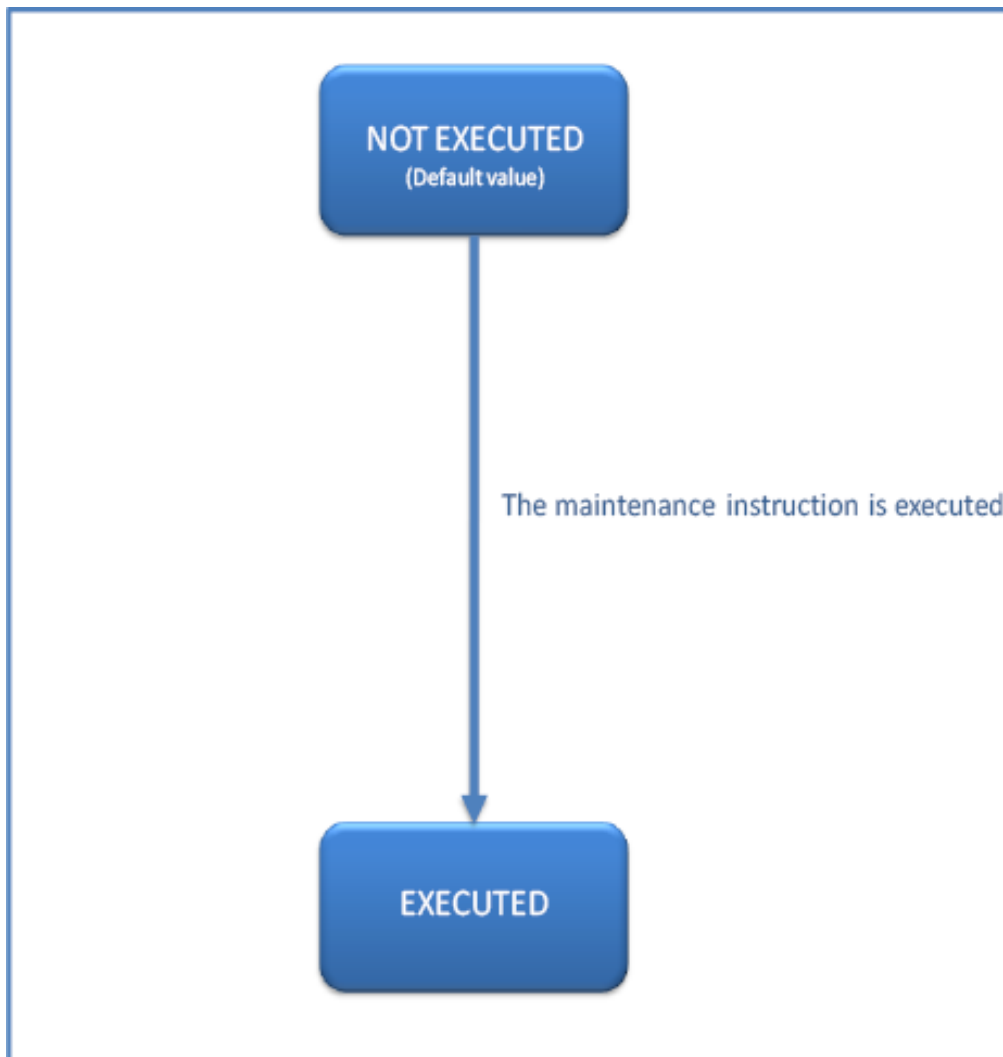 NOT EXECUTED
(Default value)
The maintenance instruction is executed
EXECUTED